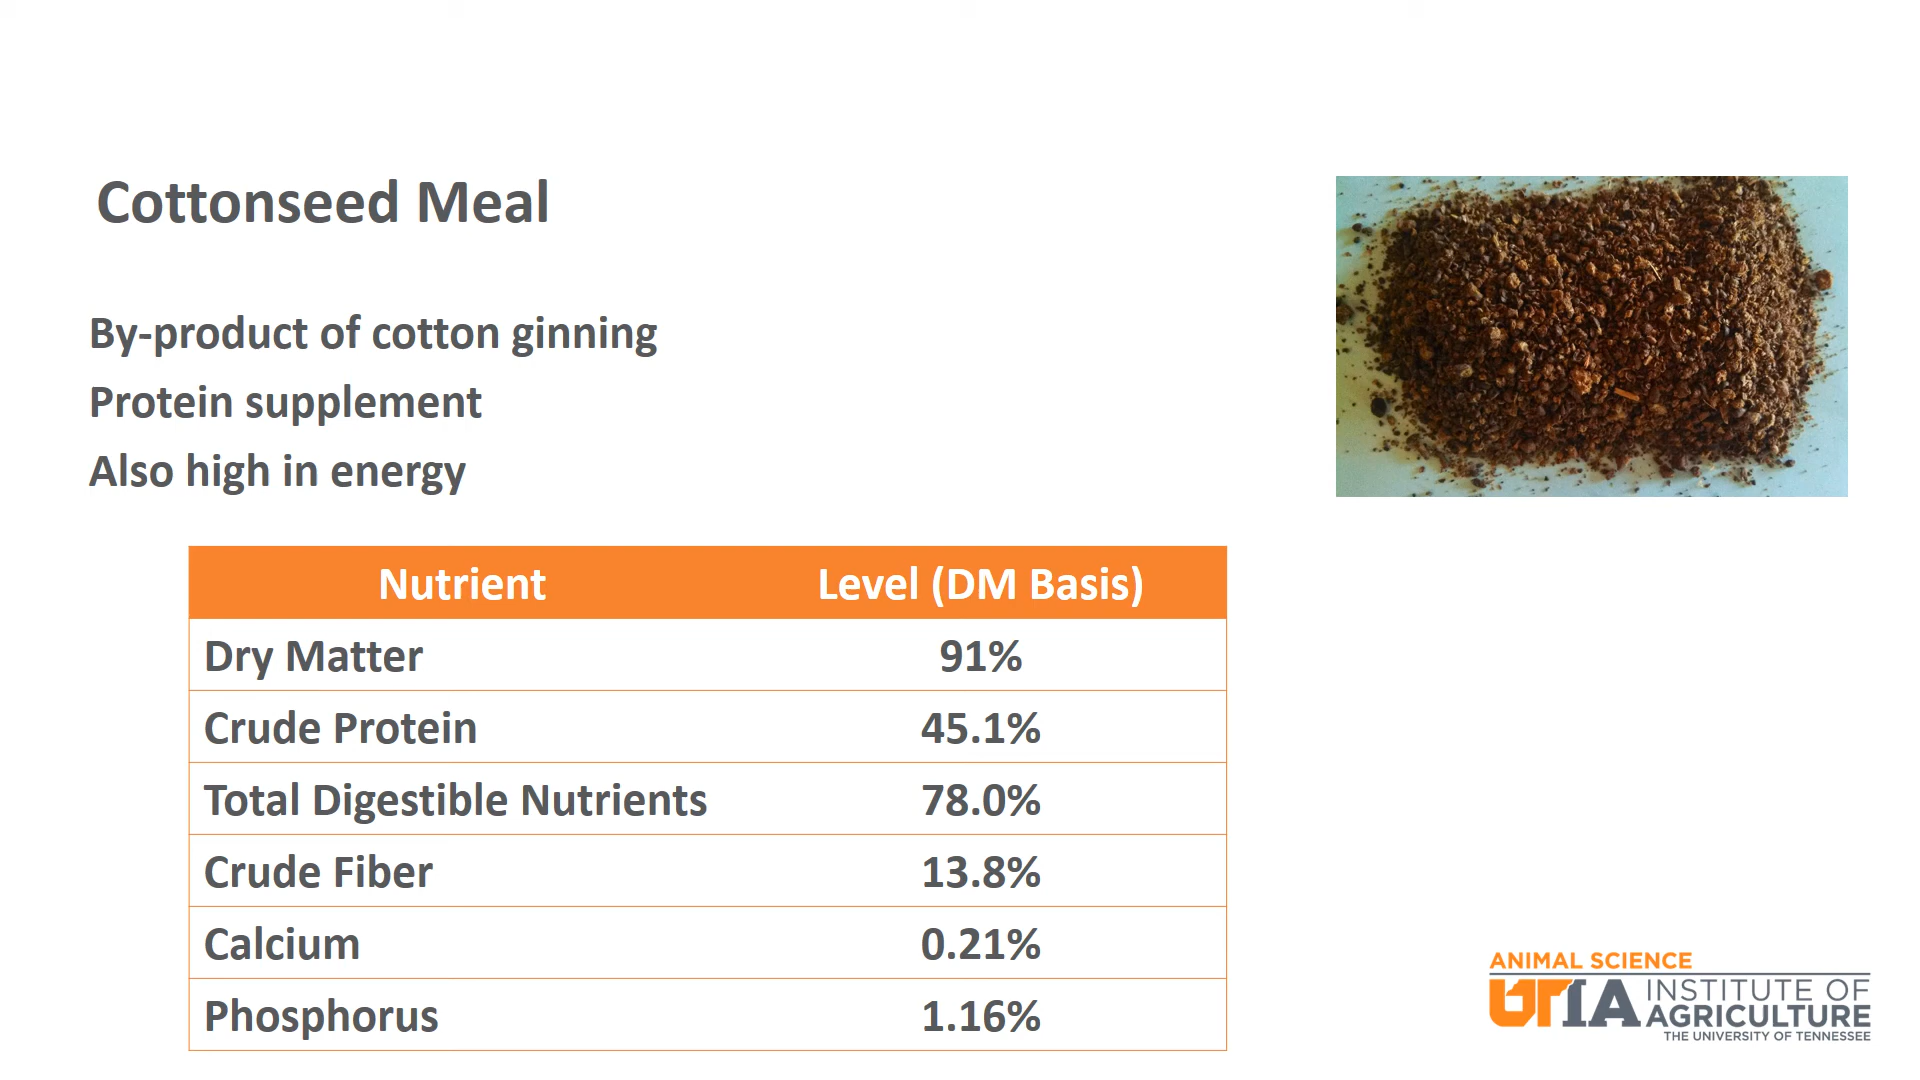 Cottonseed Meal
By-product of cotton ginning
Protein supplement
Also high in energy
Nutrient Level (DM Basis)
Dry Matter 91%
Crude Protein 45.1%
Total Digestible Nutrients 78.0%
Crude Fiber 13.8%
Calcium 0.21%
Phosphorus 1.16%
ANIMAL SCIENCE
UTIA INSTITUTE OF
AGRICULTURE
THE UNIVERSITY OF TENNESSEE